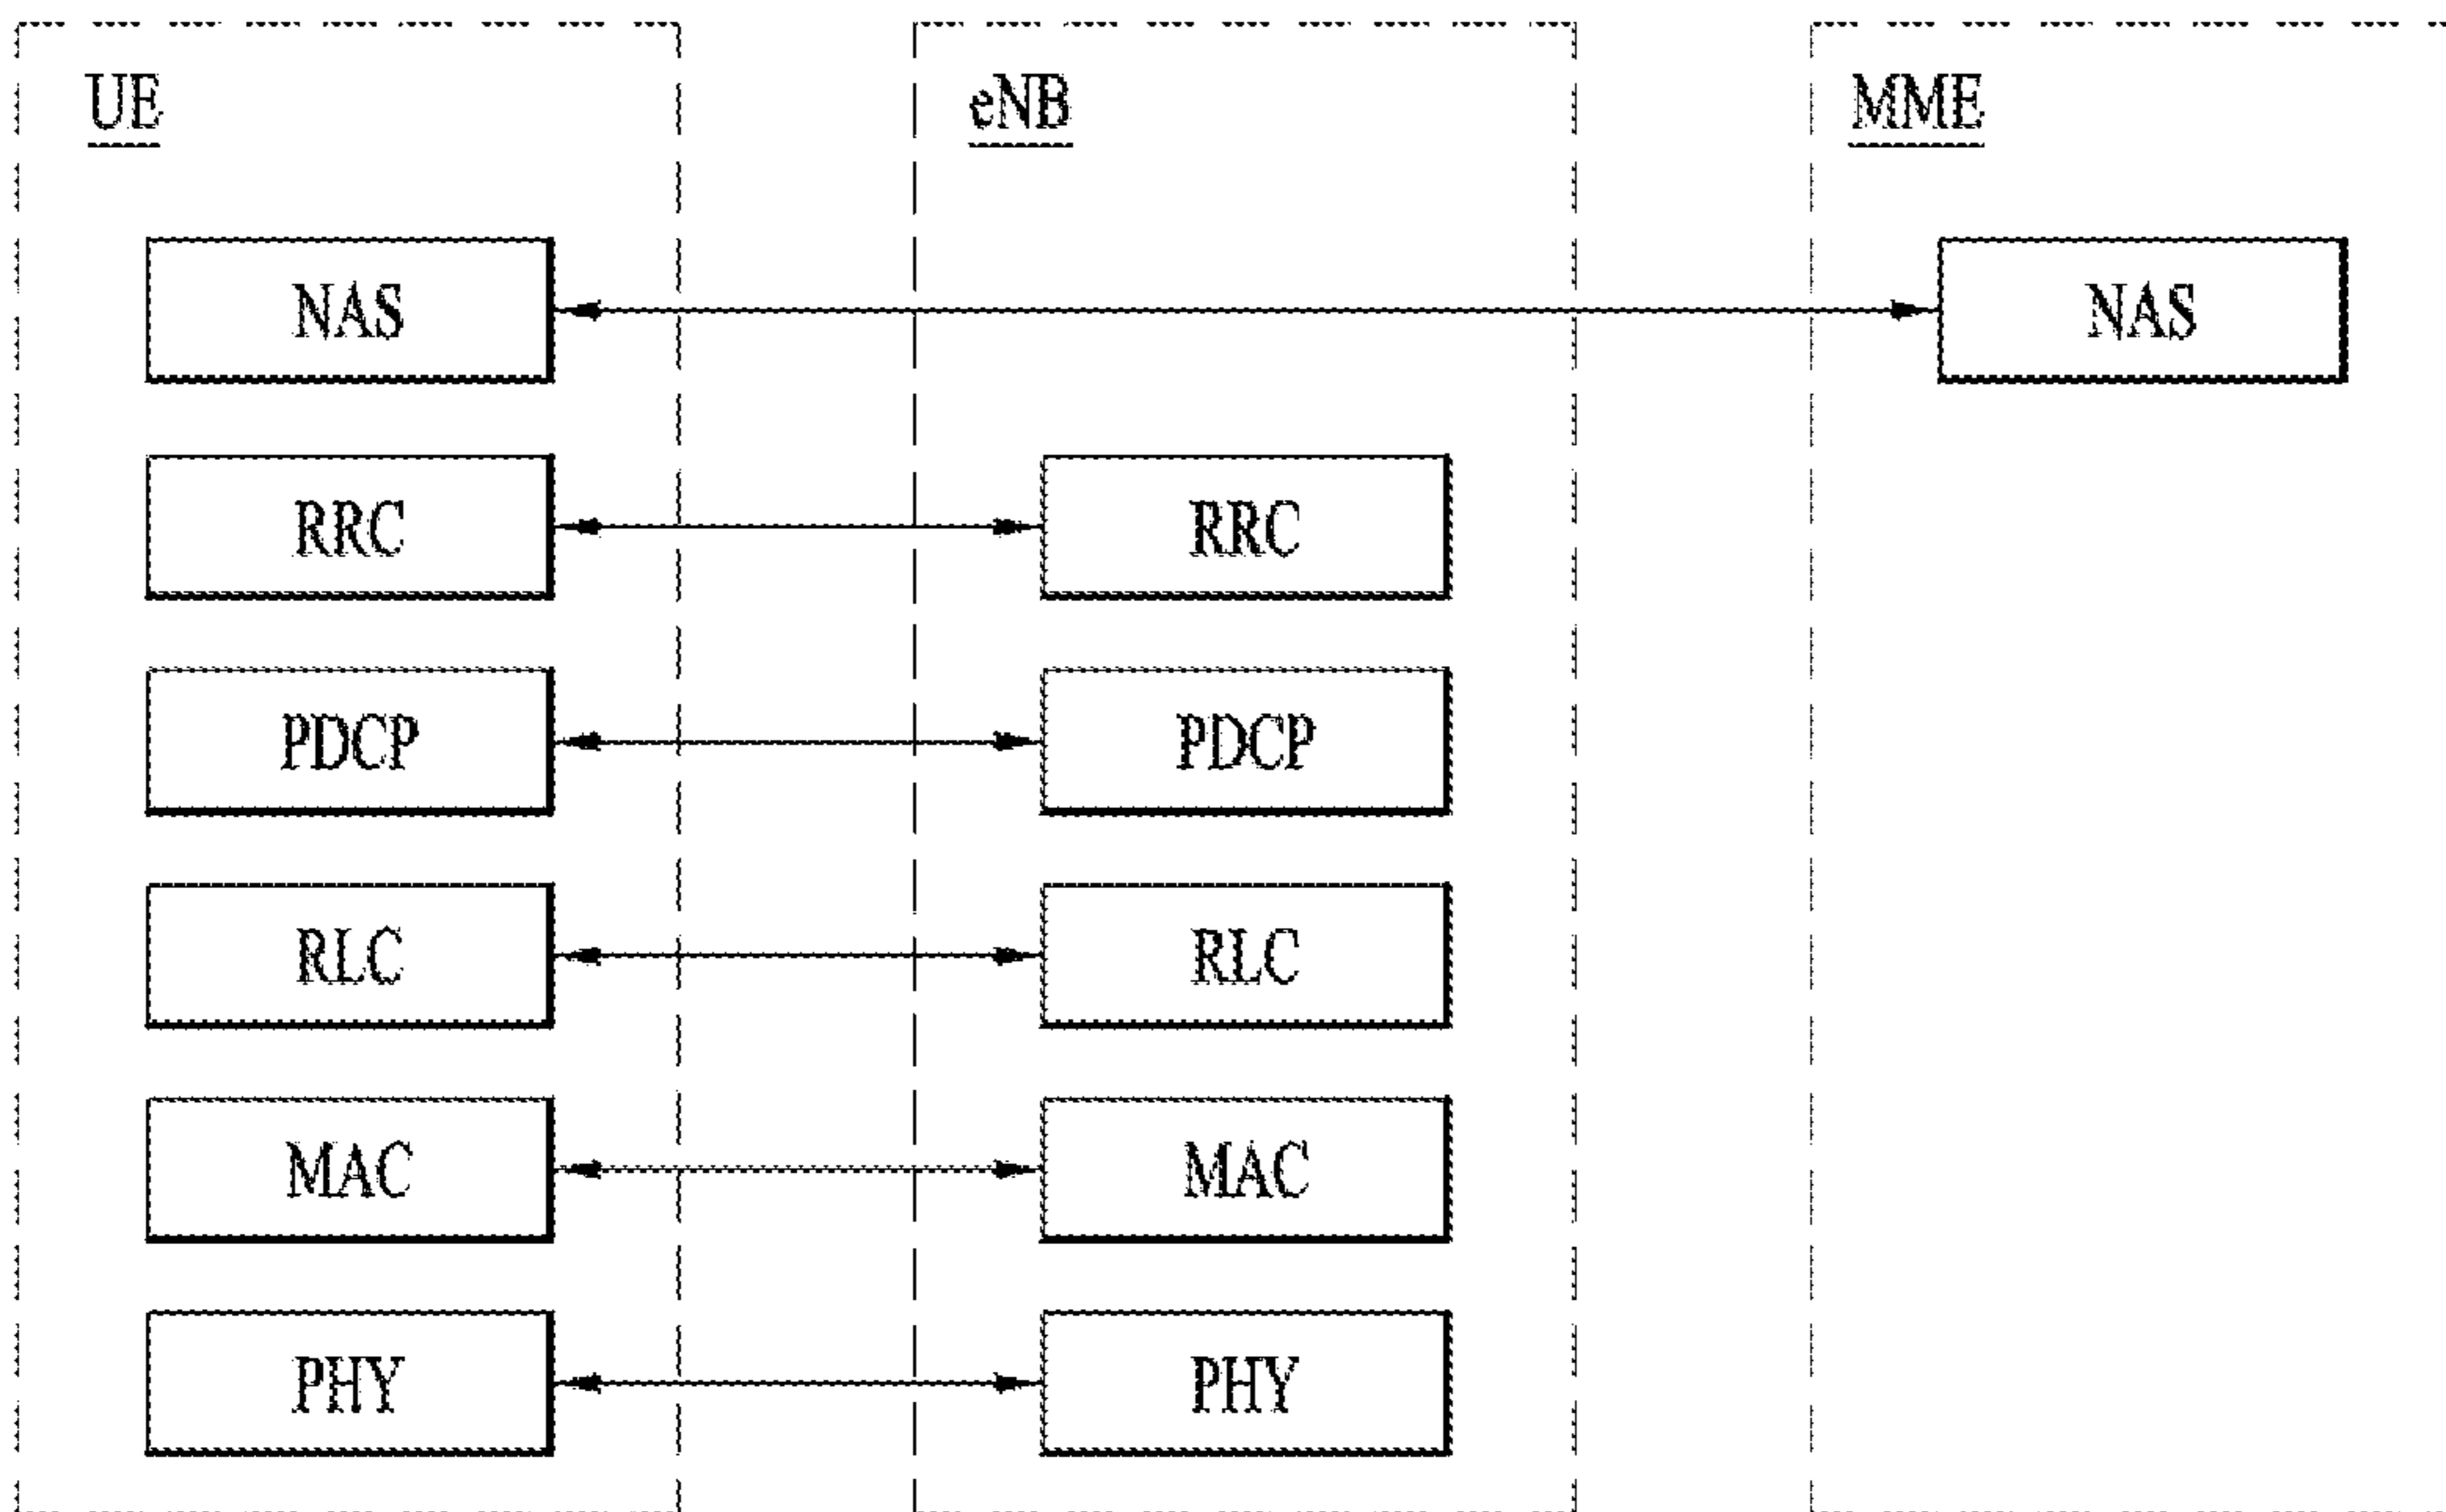 UE eNB MME
NAS NAS
RRC RRC
PDCP PDCP
RLC RLC
MAC MAC
PHY PHY